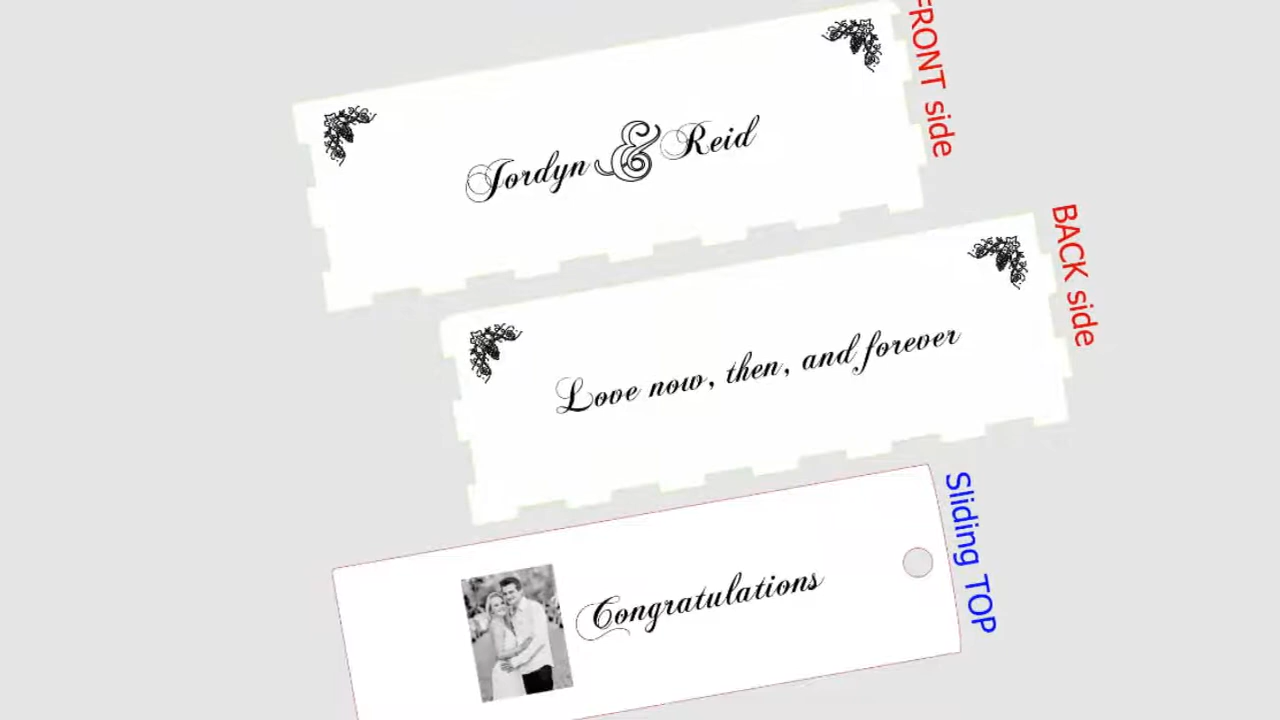 FRONT side
Jordyn & Reid
BACK side
Love now, then, and forever
Sliding TOP
Congratulations